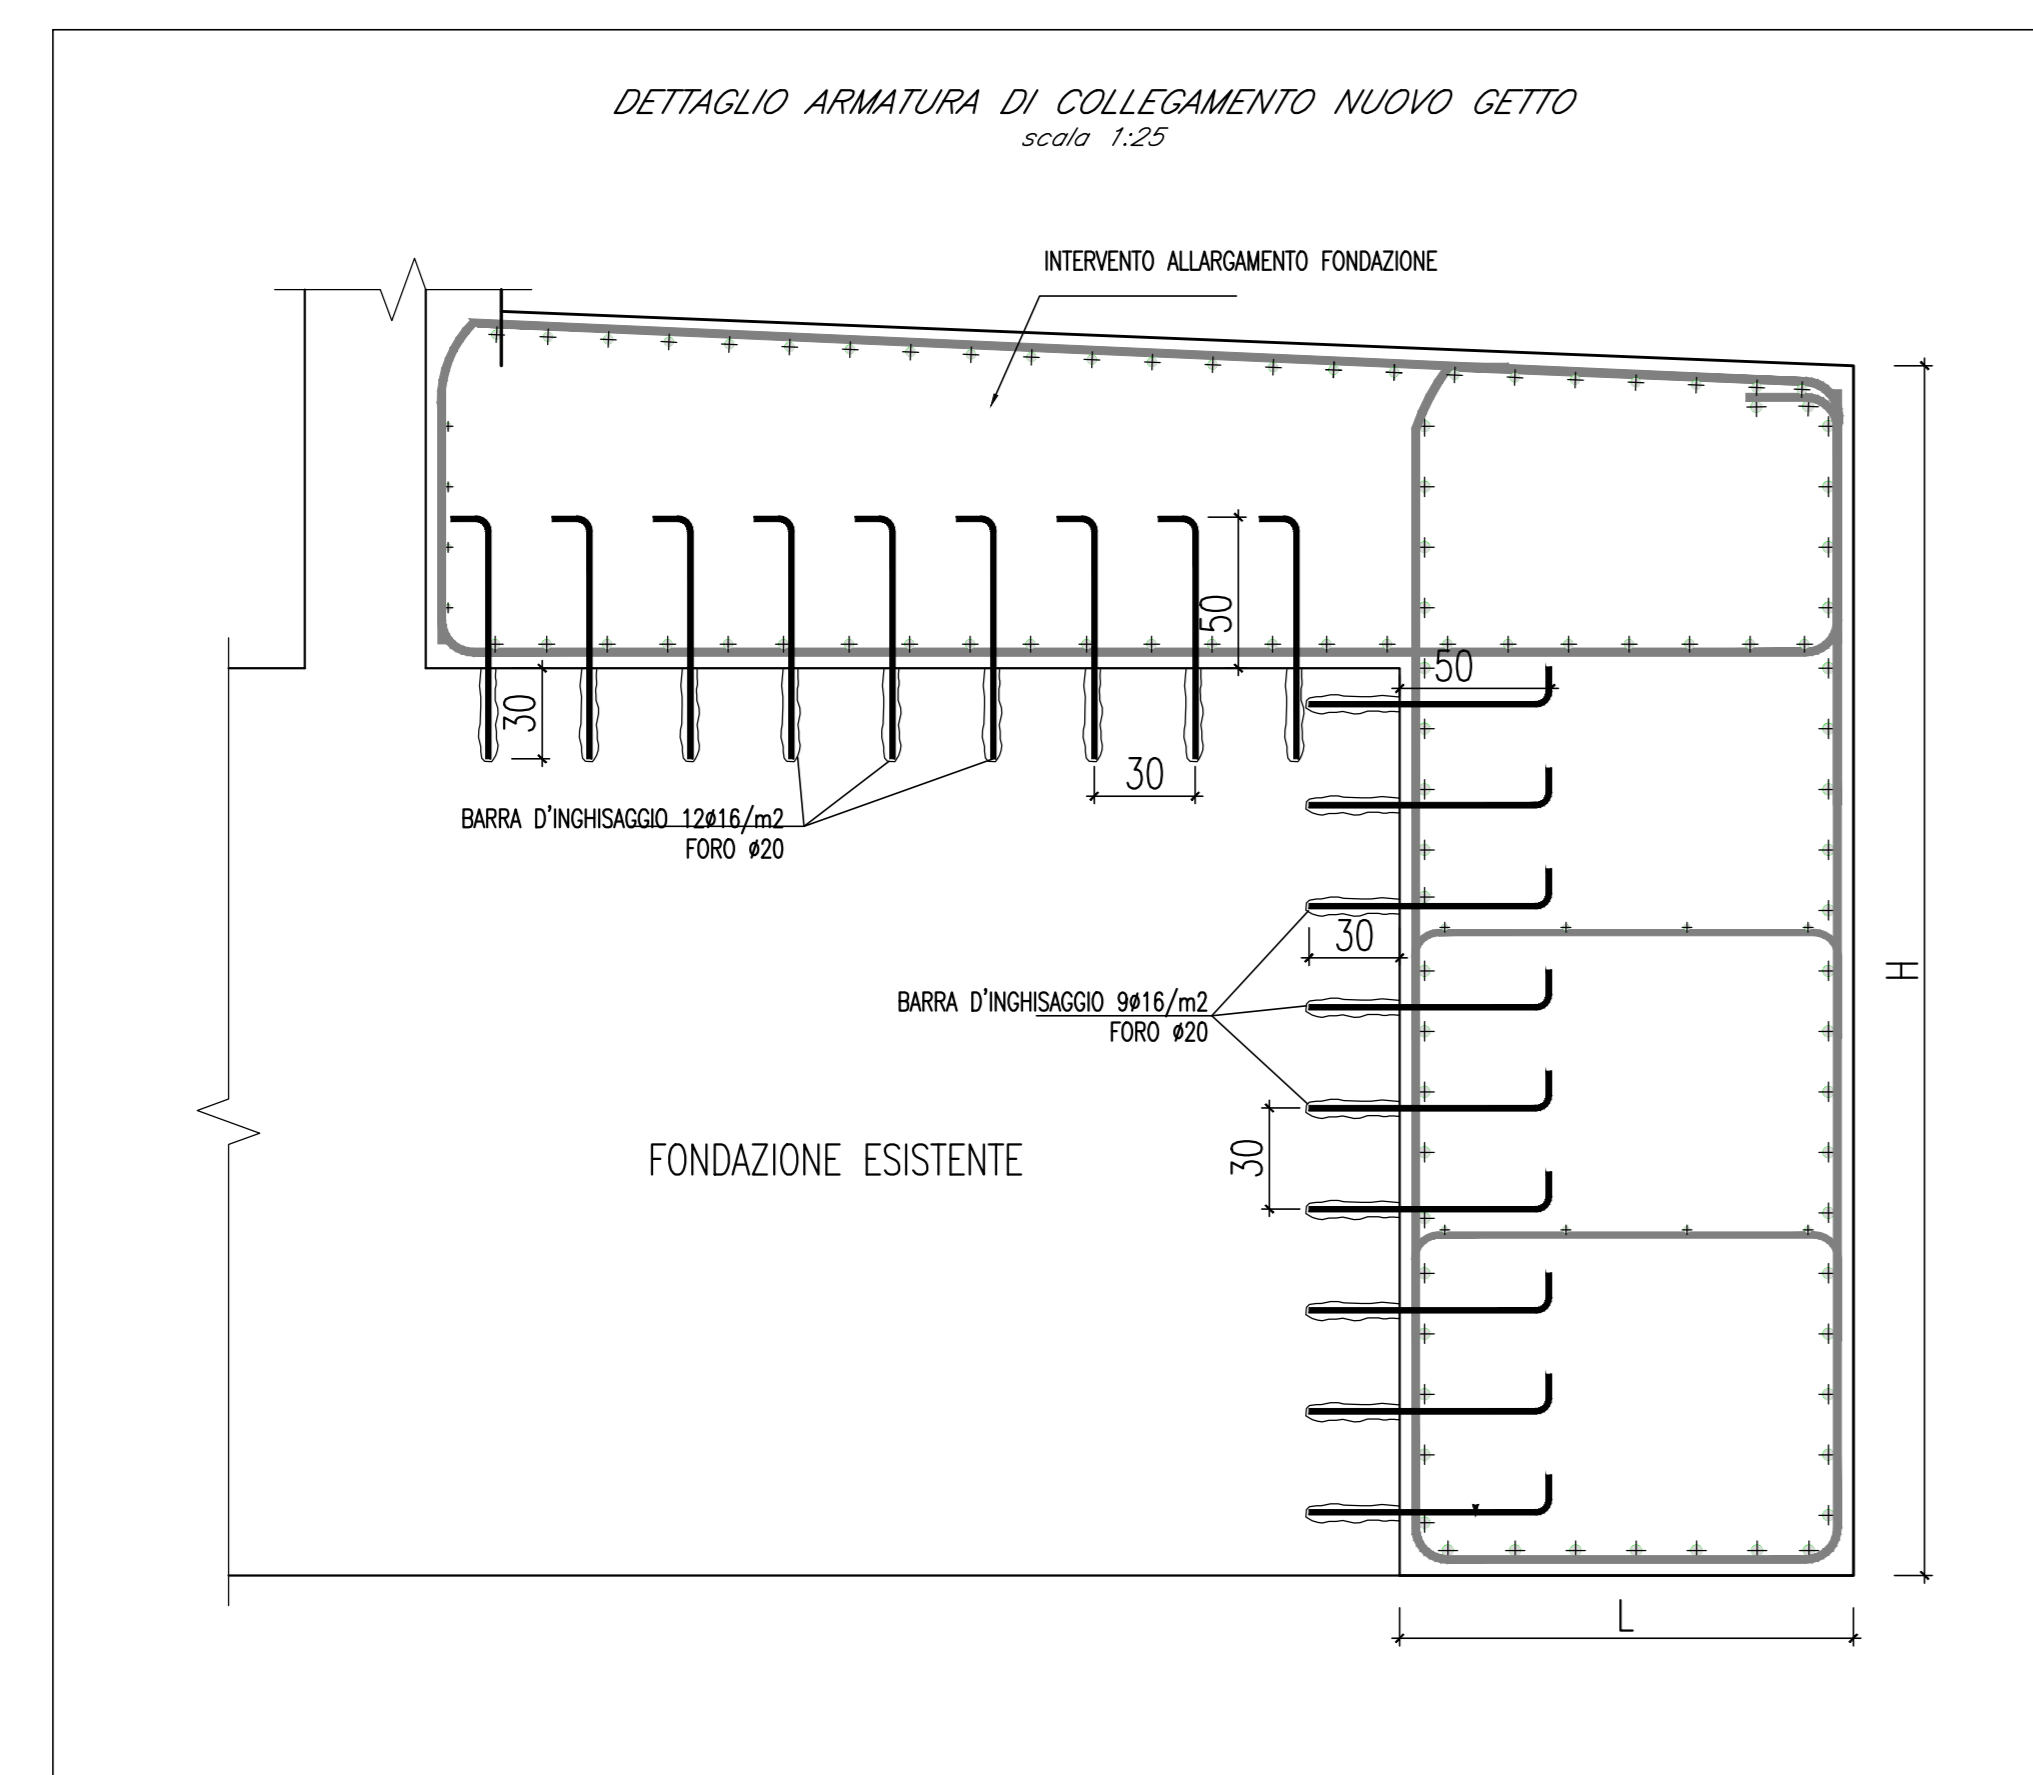 DETTAGLIO ARMATURA DI COLLEGAMENTO NUOVO GETTO
scala 1:25
INTERVENTO ALLARGAMENTO FONDAZIONE
50
50
30
30
BARRA D'INGHISAGGIO 12ø16/m2
FORO ø20
30
BARRA D'INGHISAGGIO 9ø16/m2
FORO ø20
H
30
FONDAZIONE ESISTENTE
L